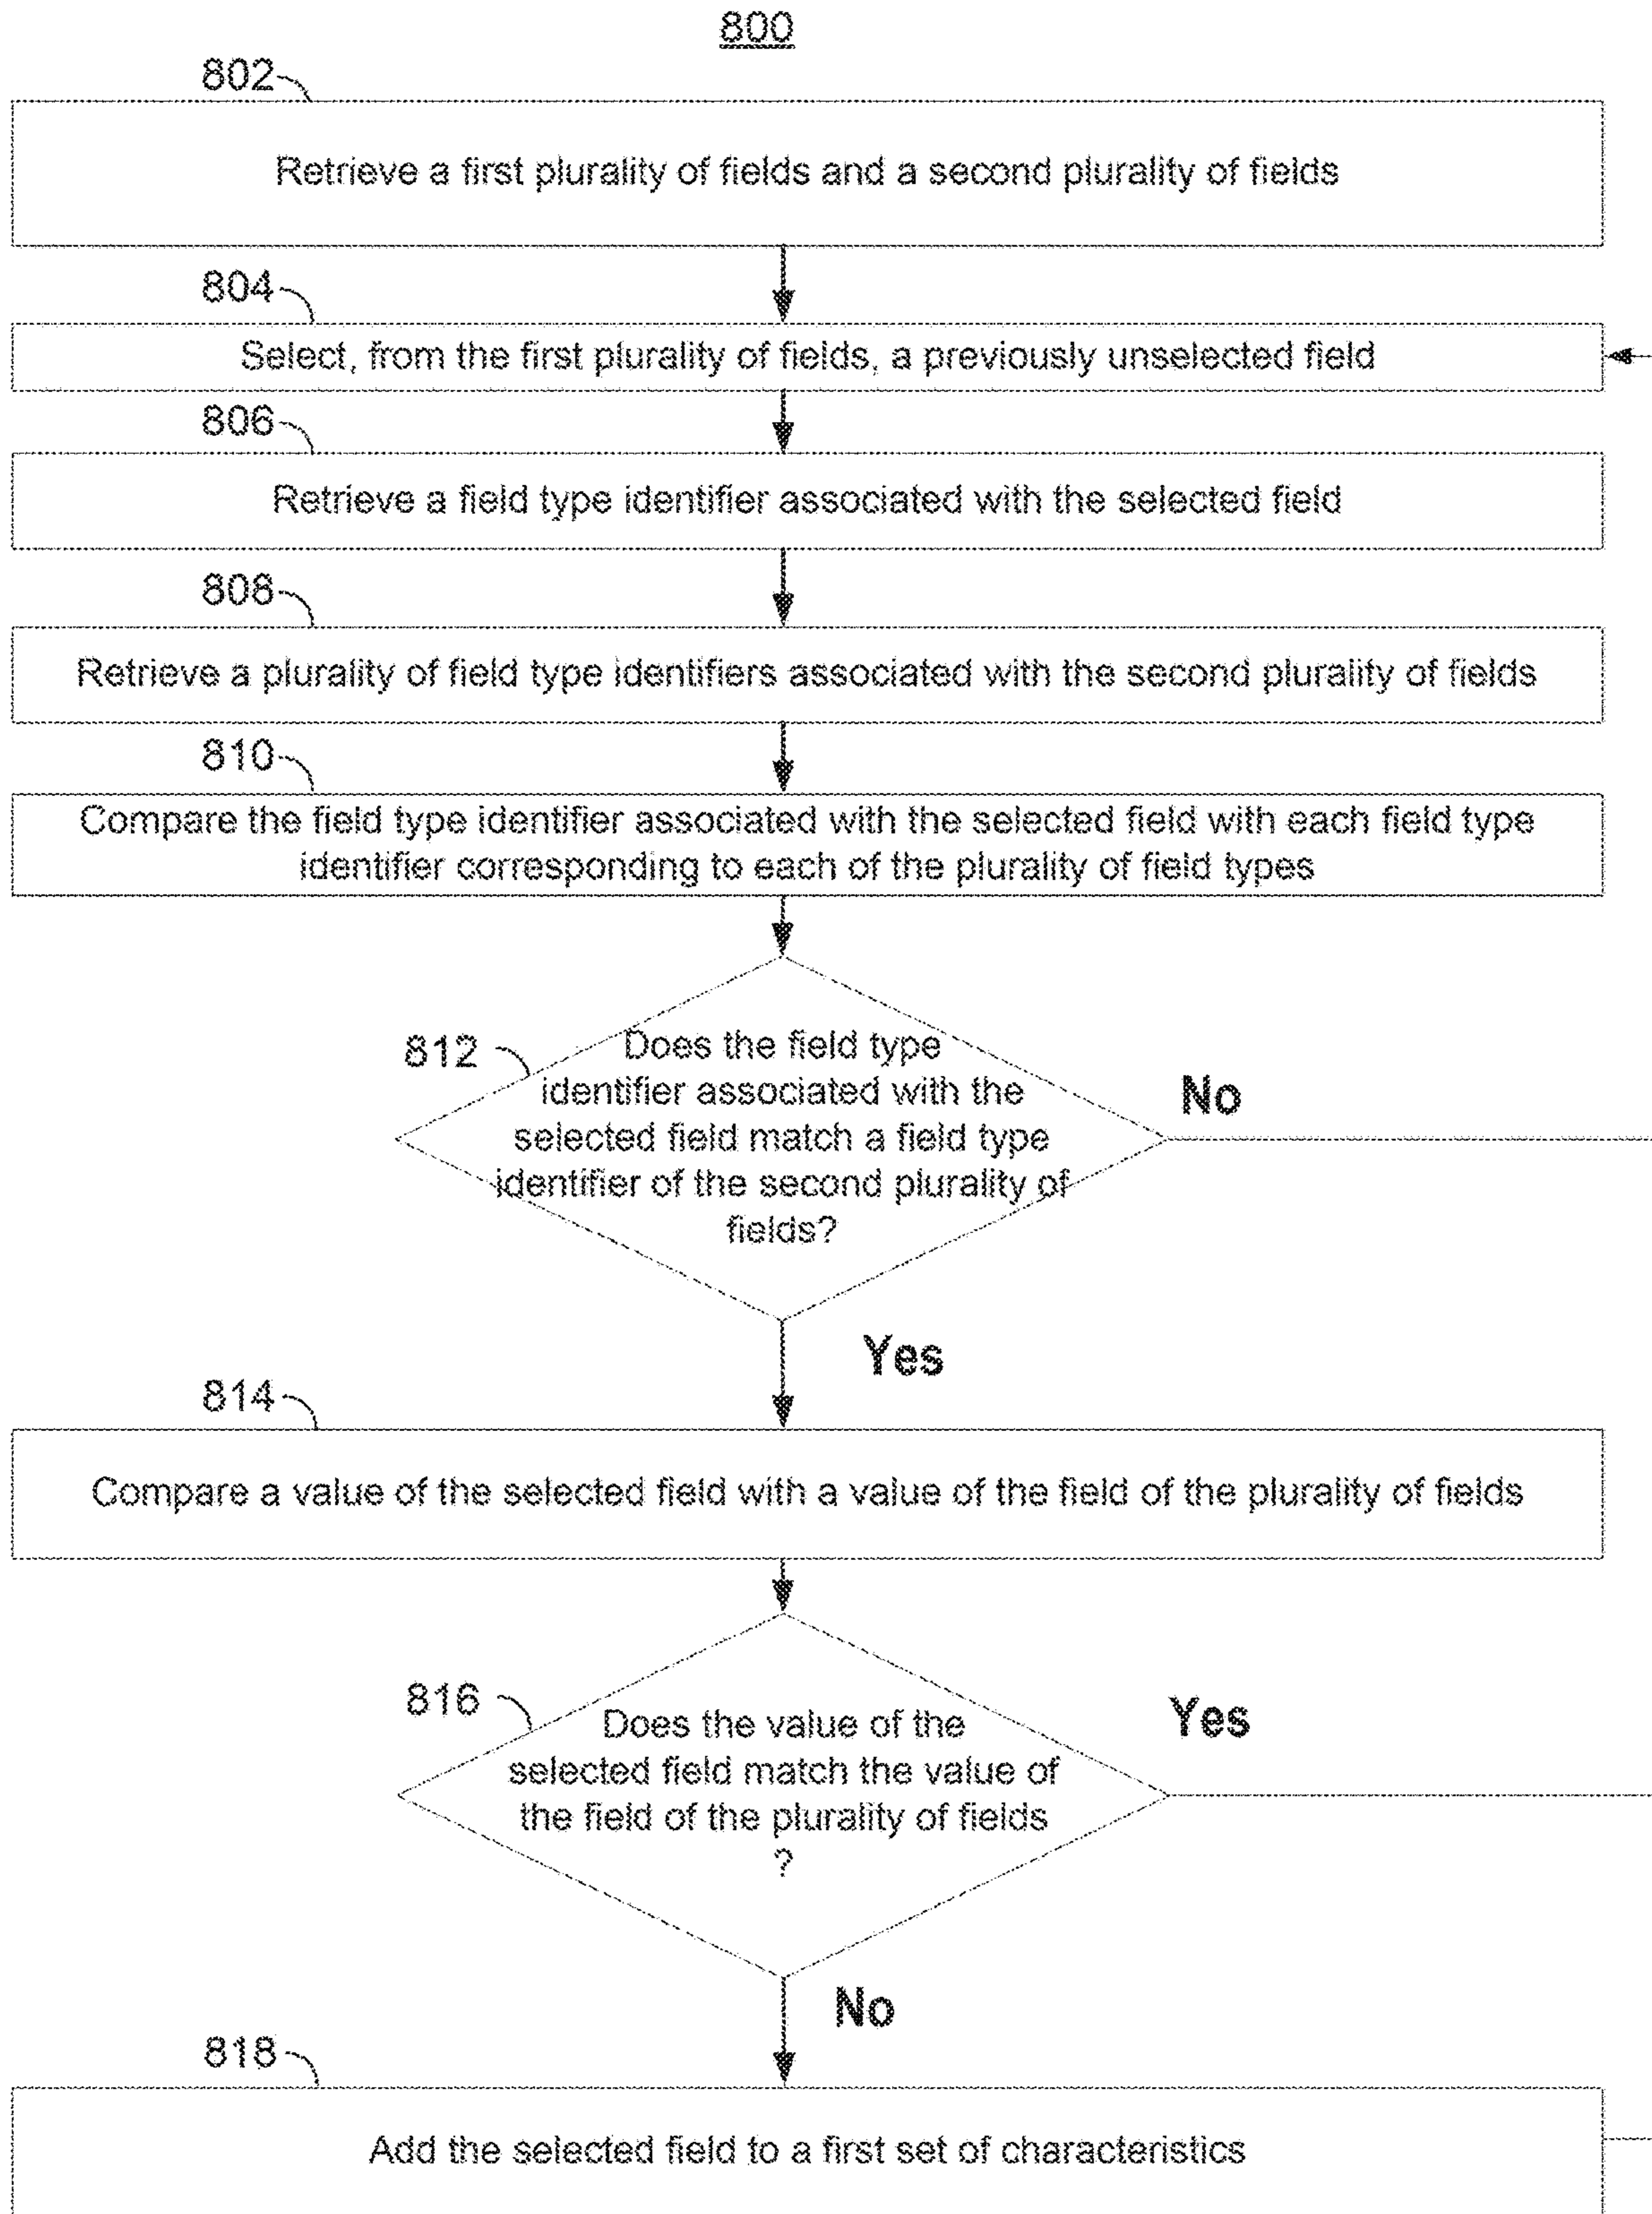 800
802
Retrieve a first plurality of fields and a second plurality of fields
804
Select, from the first plurality of fields, a previously unselected field
806
Retrieve a field type identifier associated with the selected field
808
Retrieve a plurality of field type identifiers associated with the second plurality of fields
810
Compare the field type identifier associated with the selected field with each field type
identifier corresponding to each of the plurality of field types
812
Does the field type
identifier associated with the
selected field match a field type
identifier of the second plurality of
fields?
No
Yes
814
Compare a value of the selected field with a value of the field of the plurality of fields
816
Does the value of the
selected field match the value of
the field of the plurality of fields
?
Yes
No
818
Add the selected field to a first set of characteristics